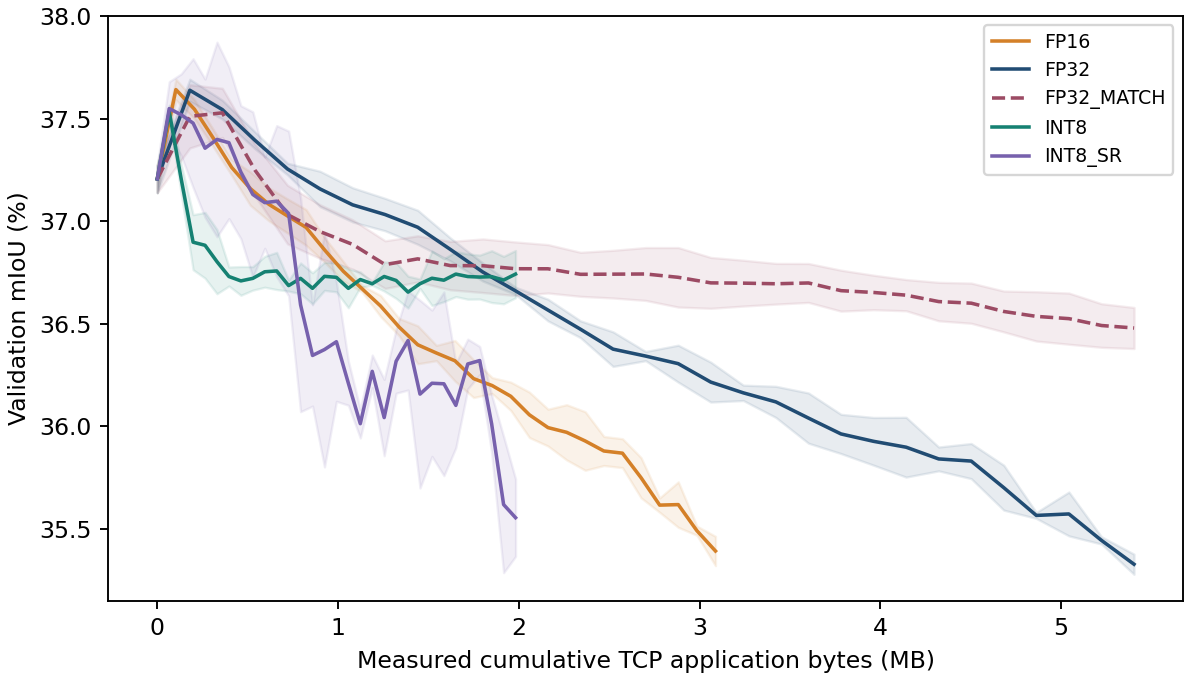 38.0
37.5
37.0
36.5
36.0
35.5
Validation mIoU (%)
FP16
FP32
FP32_MATCH
INT8
INT8_SR
0 1 2 3 4 5
Measured cumulative TCP application bytes (MB)